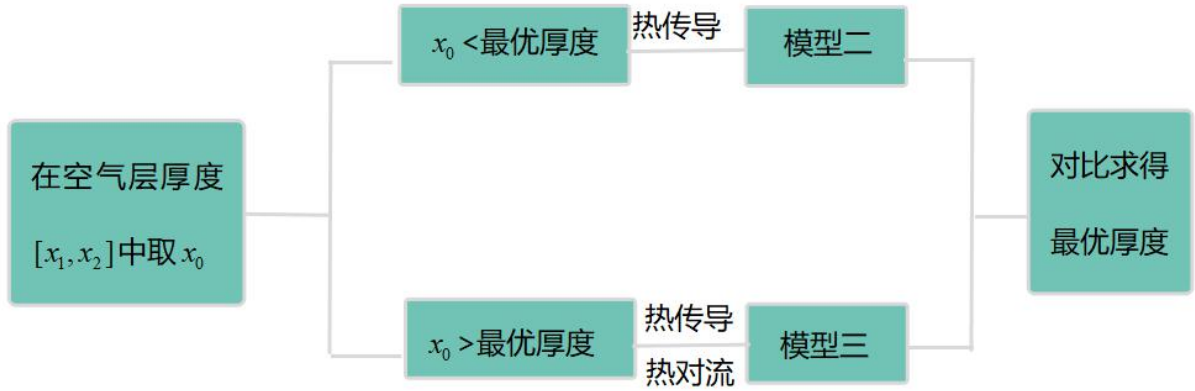 在空气层厚度
[x₁,x₂]中取x₀
x₀<最优厚度
热传导
模型二
x₀>最优厚度
热传导
热对流
模型三
对比求得
最优厚度